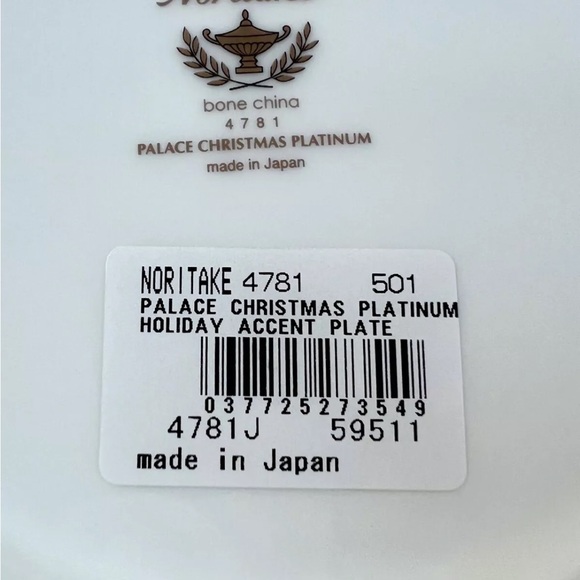 Noritake
bone china
4781
PALACE CHRISTMAS PLATINUM
made in Japan
NORITAKE 4781 501
PALACE CHRISTMAS PLATINUM
HOLIDAY ACCENT PLATE
037725273549
4781J 59511
made in Japan